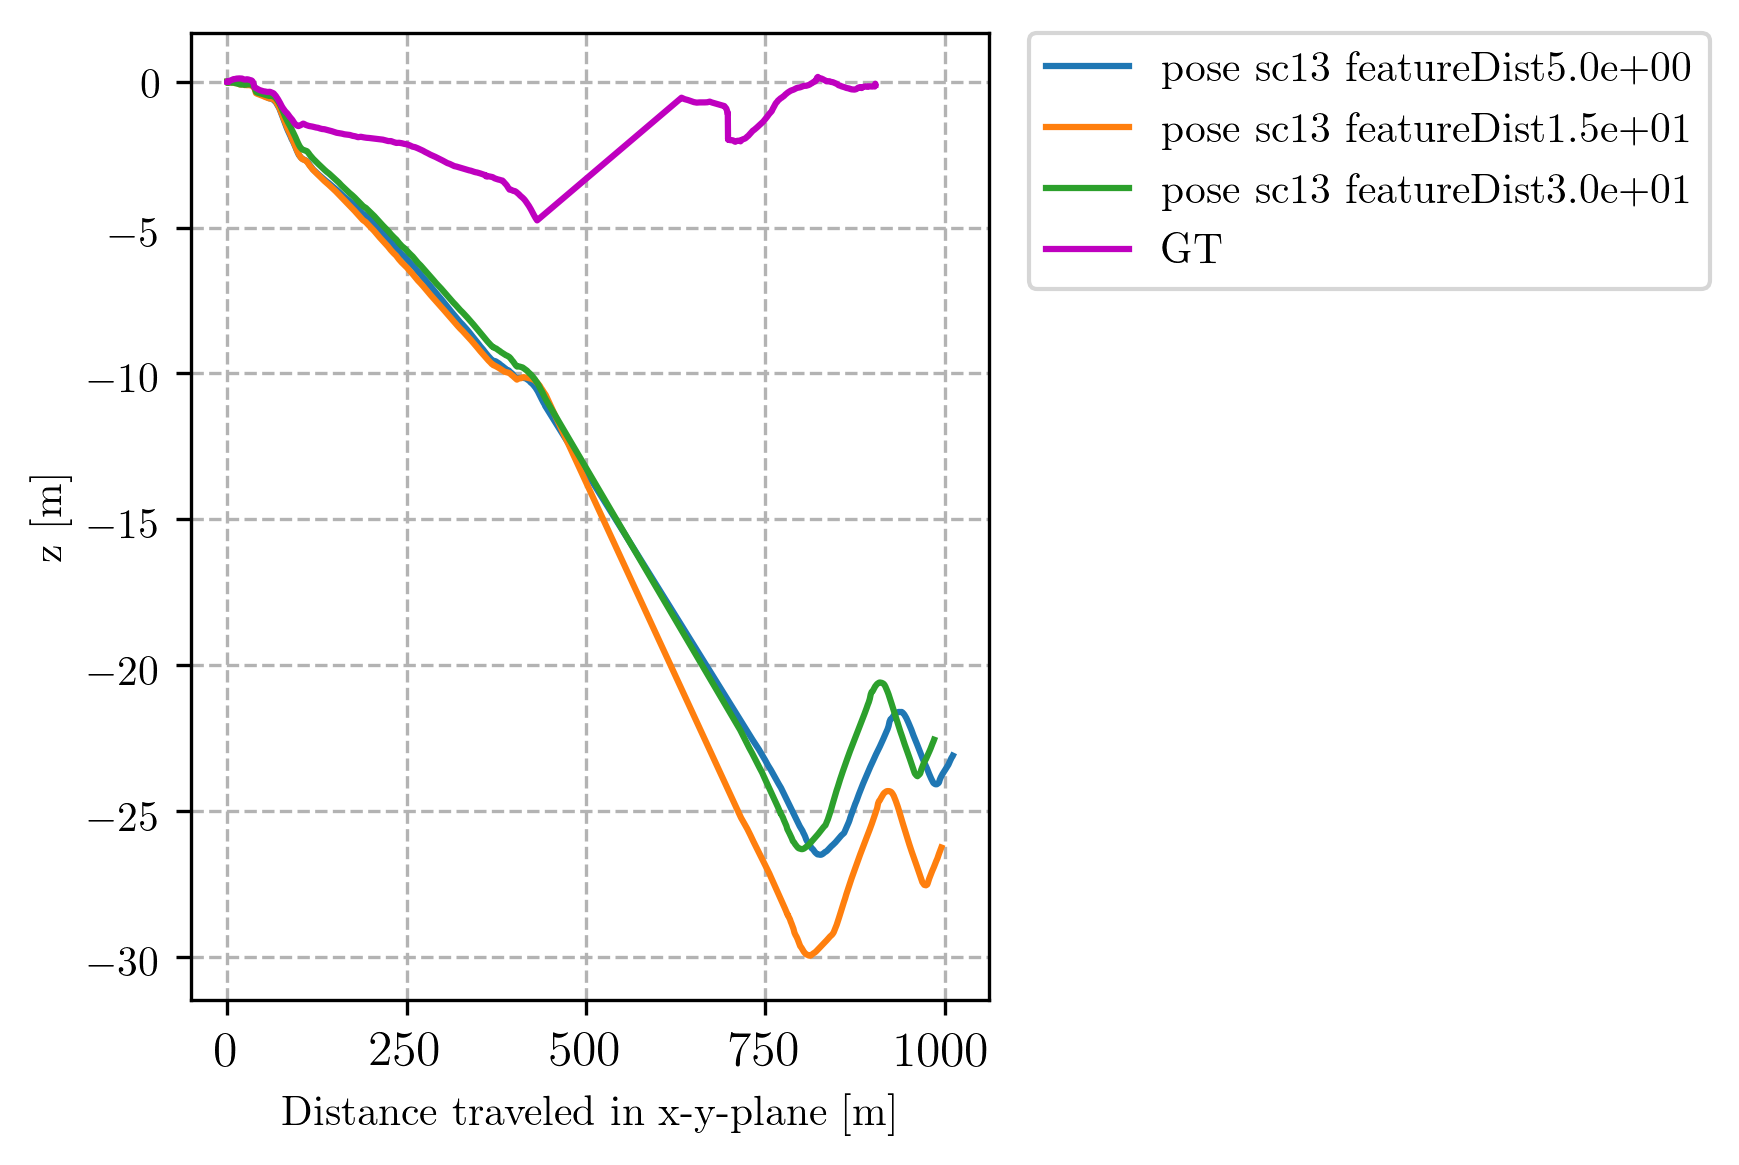 pose sc13 featureDist5.0e+00
pose sc13 featureDist1.5e+01
pose sc13 featureDist3.0e+01
GT
z [m]
0
−5
−10
−15
−20
−25
−30
0 250 500 750 1000
Distance traveled in x-y-plane [m]